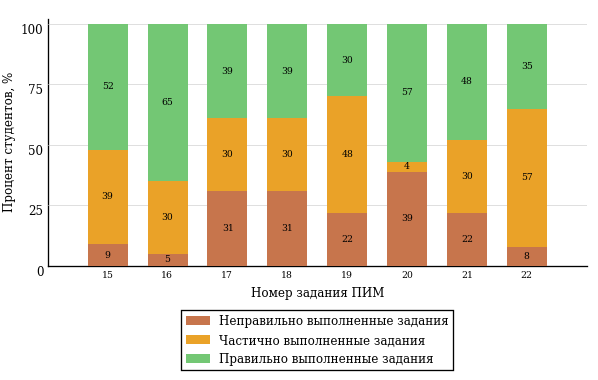 Процент студентов, %
100
75
50
25
0
52 65 39 39 30 57 48 35
39 30 30 30 48 4 30 57
9 5 31 31 22 39 22 8
15 16 17 18 19 20 21 22
Номер задания ПИМ
Неправильно выполненные задания
Частично выполненные задания
Правильно выполненные задания